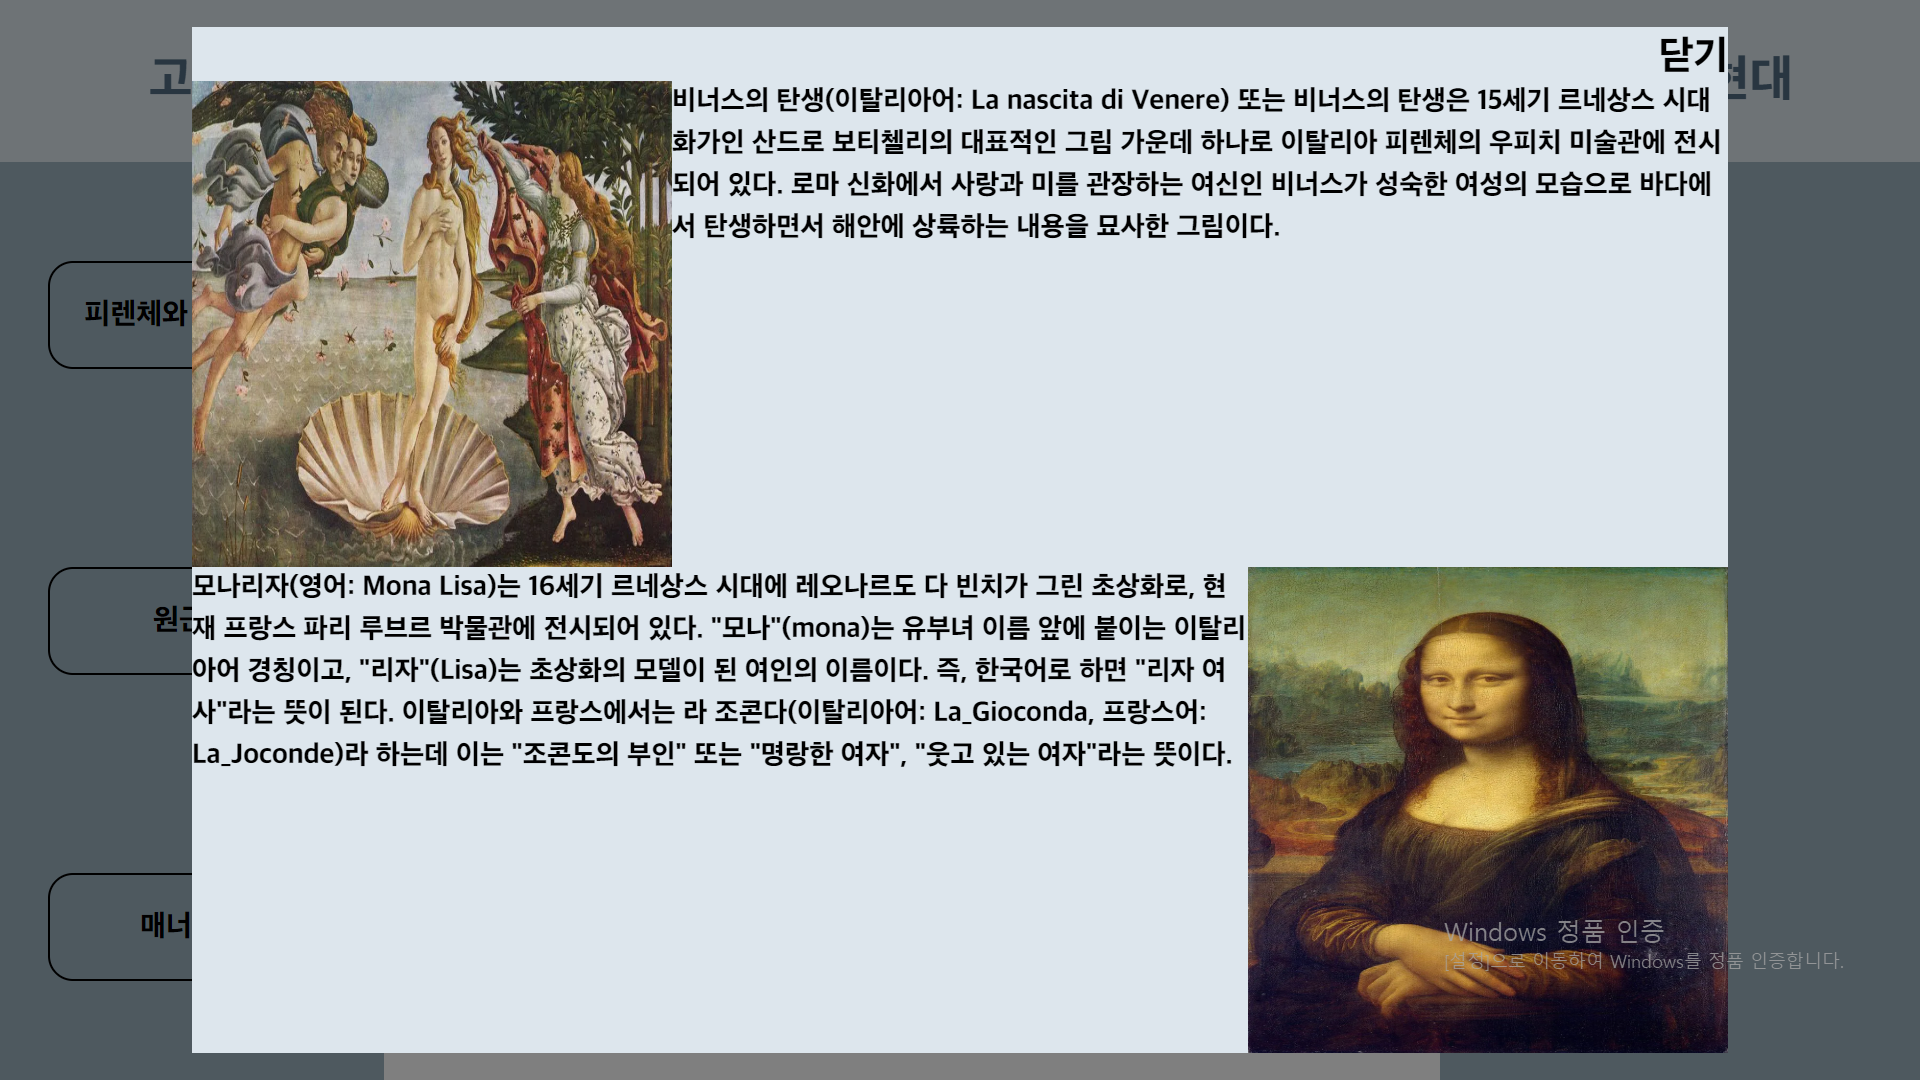 고
현대
닫기
비너스의 탄생(이탈리아어: La nascita di Venere) 또는 비너스의 탄생은 15세기 르네상스 시대
화가인 산드로 보티첼리의 대표적인 그림 가운데 하나로 이탈리아 피렌체의 우피치 미술관에 전시
되어 있다. 로마 신화에서 사랑과 미를 관장하는 여신인 비너스가 성숙한 여성의 모습으로 바다에
서 탄생하면서 해안에 상륙하는 내용을 묘사한 그림이다.
피렌체와
모나리자(영어: Mona Lisa)는 16세기 르네상스 시대에 레오나르도 다 빈치가 그린 초상화로, 현
재 프랑스 파리 루브르 박물관에 전시되어 있다. "모나"(mona)는 유부녀 이름 앞에 붙이는 이탈리
아어 경칭이고, "리자"(Lisa)는 초상화의 모델이 된 여인의 이름이다. 즉, 한국어로 하면 "리자 여
사"라는 뜻이 된다. 이탈리아와 프랑스에서는 라 조콘다(이탈리아어: La_Gioconda, 프랑스어:
La_Joconde)라 하는데 이는 "조콘도의 부인" 또는 "명랑한 여자", "웃고 있는 여자"라는 뜻이다.
원근
매너
Windows 정품 인증
[설정]으로 이동하여 Windows를 정품 인증합니다.